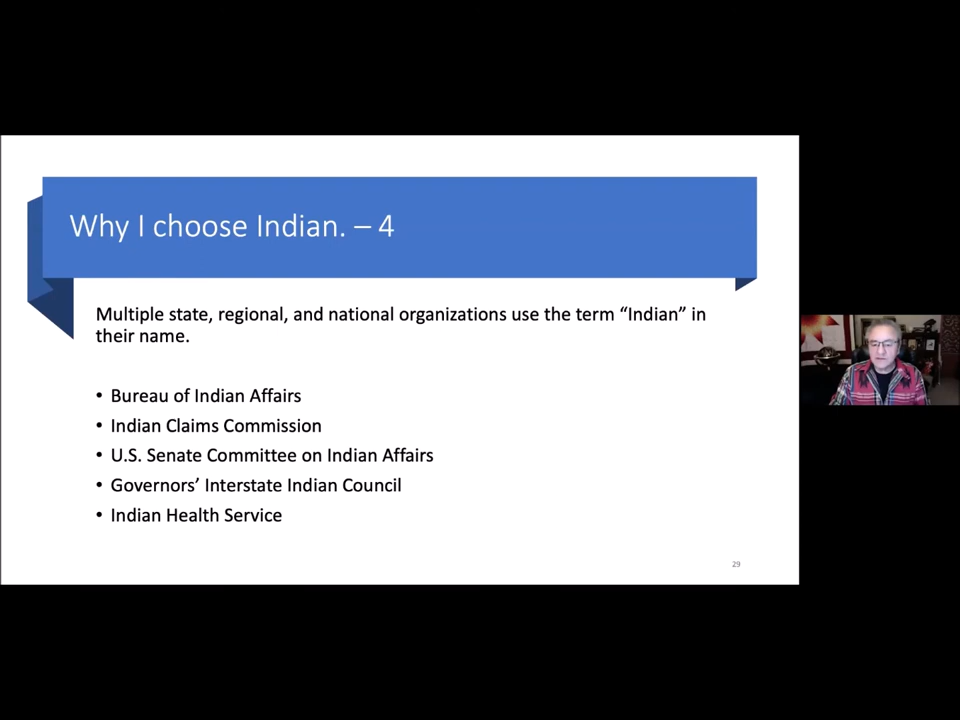 Why I choose Indian. – 4
Multiple state, regional, and national organizations use the term “Indian” in
their name.
• Bureau of Indian Affairs
• Indian Claims Commission
• U.S. Senate Committee on Indian Affairs
• Governors’ Interstate Indian Council
• Indian Health Service
29